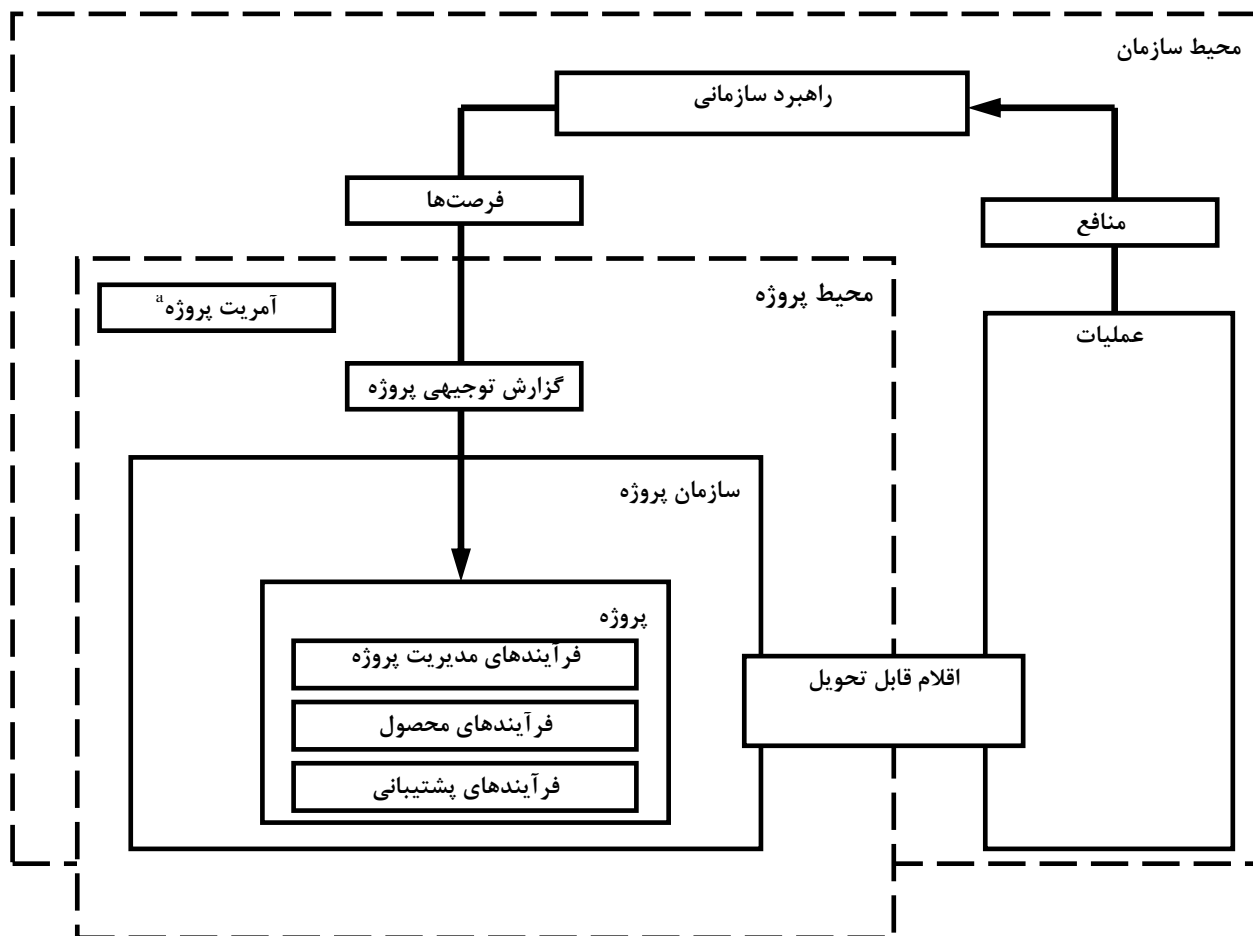 محیط سازمان
راهبرد سازمانی
فرصت‌ها
منافع
محیط پروژه
آمریت پروژه a
عملیات
گزارش توجیهی پروژه
سازمان پروژه
پروژه
فرآیندهای مدیریت پروژه
اقلام قابل تحویل
فرآیندهای محصول
فرآیندهای پشتیبانی